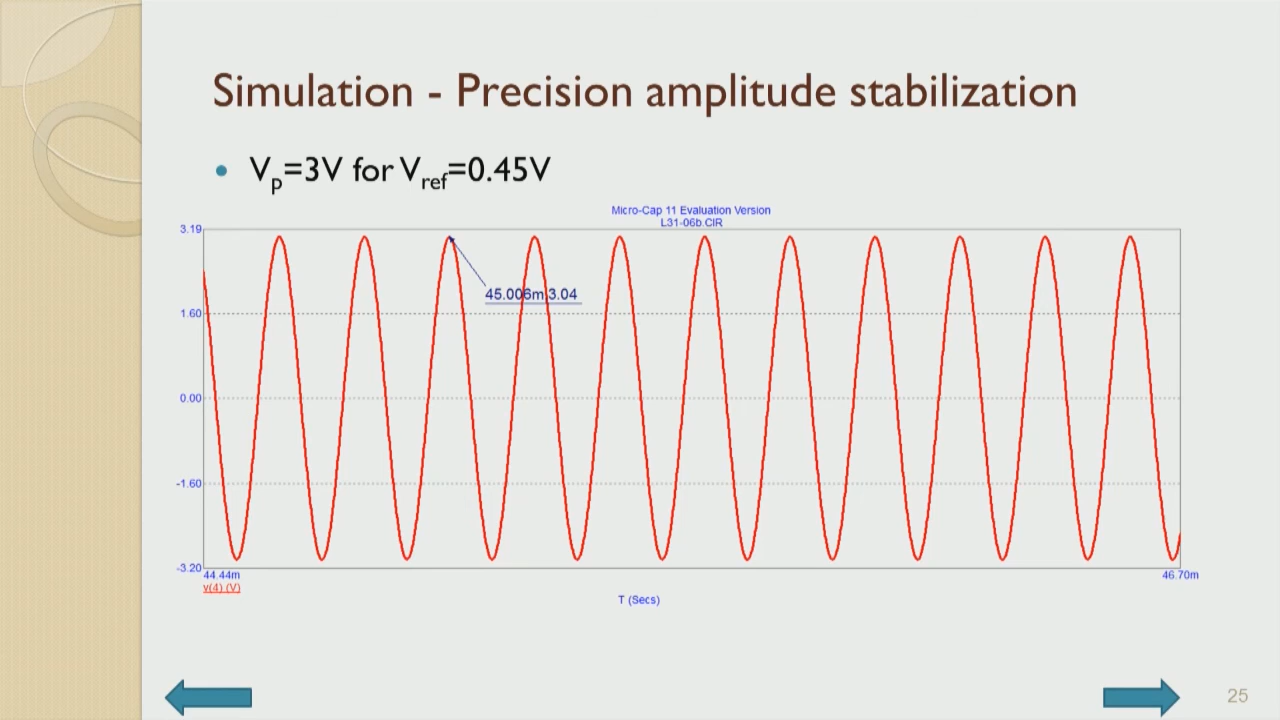 Simulation - Precision amplitude stabilization
• Vp=3V for Vref=0.45V
Micro-Cap 11 Evaluation Version
L31-06b.CIR
3.19
45.006m,3.04
1.60
0.00
-1.60
-3.20
44.44m
46.70m
v(4) (V)
T (Secs)
25